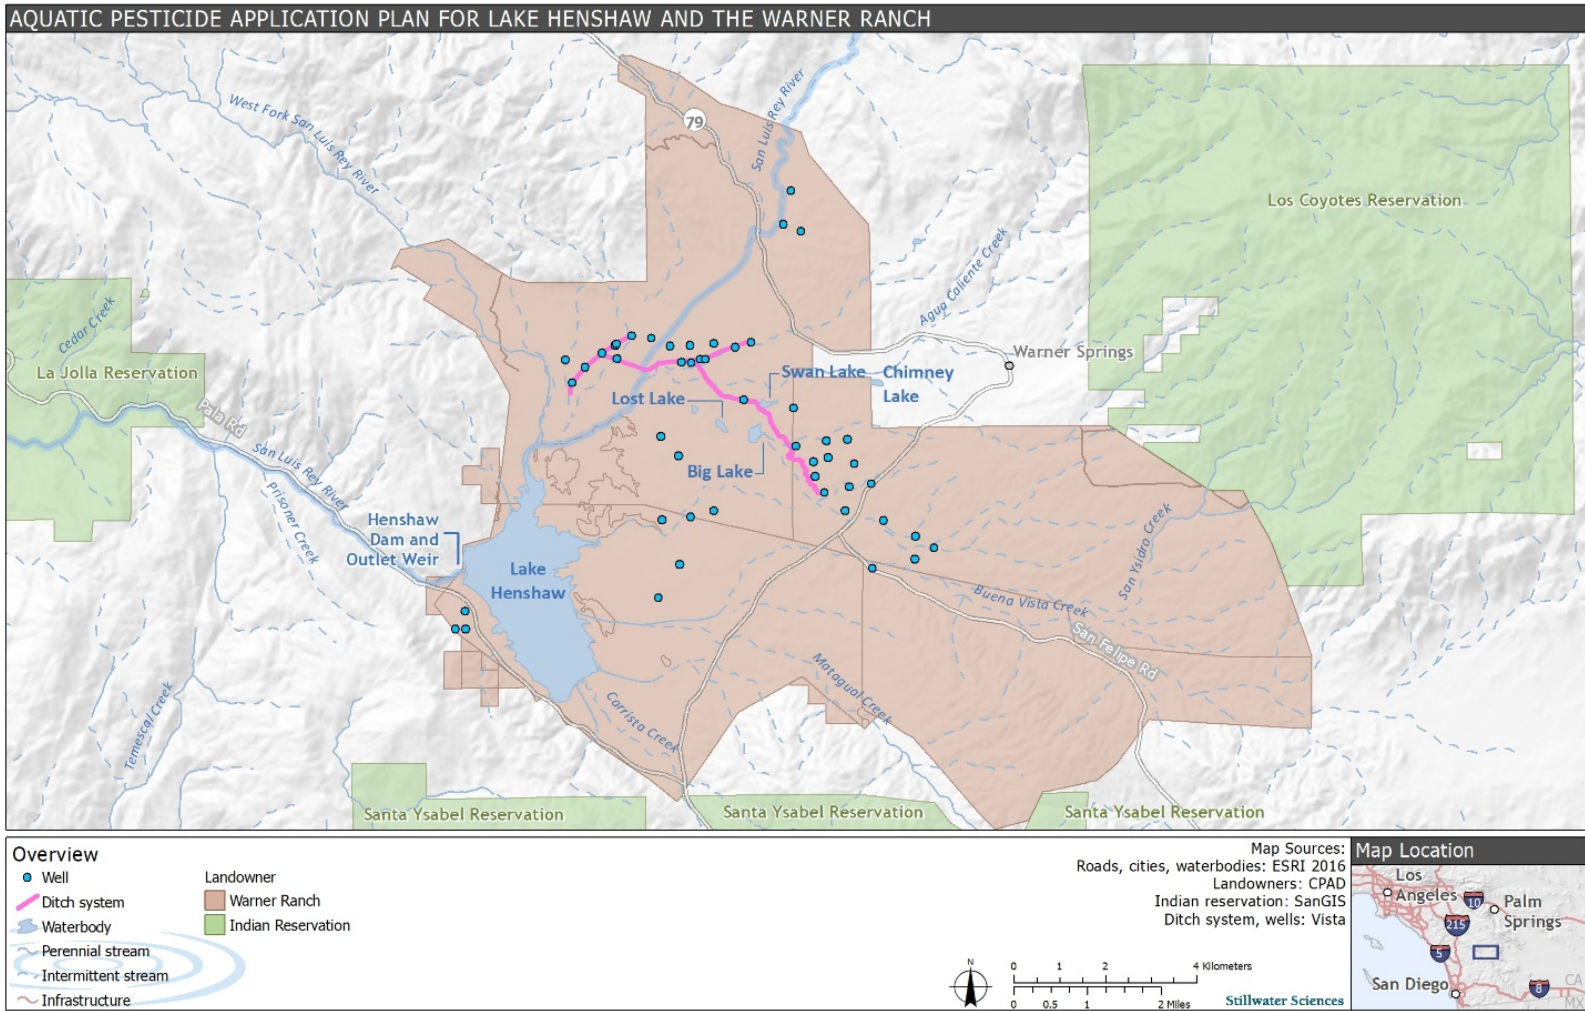 AQUATIC PESTICIDE APPLICATION PLAN FOR LAKE HENSHAW AND THE WARNER RANCH
West Fork San Luis Rey River
79
San Luis Rey River
Los Coyotes Reservation
Agua Caliente Creek
Cedar Creek
La Jolla Reservation
Warner Springs
Swan Lake
Chimney
Lake
Lost Lake
Pala Rd
San Luis Rey River
Big Lake
Prisoner Creek
Henshaw
Dam and
Outlet Weir
Lake
Henshaw
San Ysidro Creek
Buena Vista Creek
San Felipe Rd
Matagual Creek
Carrista Creek
Temescal Creek
Santa Ysabel Reservation
Santa Ysabel Reservation
Santa Ysabel Reservation
Overview
Well
Ditch system
Waterbody
Perennial stream
Intermittent stream
Infrastructure
Landowner
Warner Ranch
Indian Reservation
Map Sources:
Roads, cities, waterbodies: ESRI 2016
Landowners: CPAD
Indian reservation: SanGIS
Ditch system, wells: Vista
N
0 1 2 4 Kilometers
0 0.5 1 2 Miles
Stillwater Sciences
Map Location
Los
Angeles
10
Palm
Springs
215
5
San Diego
8
CA
MX